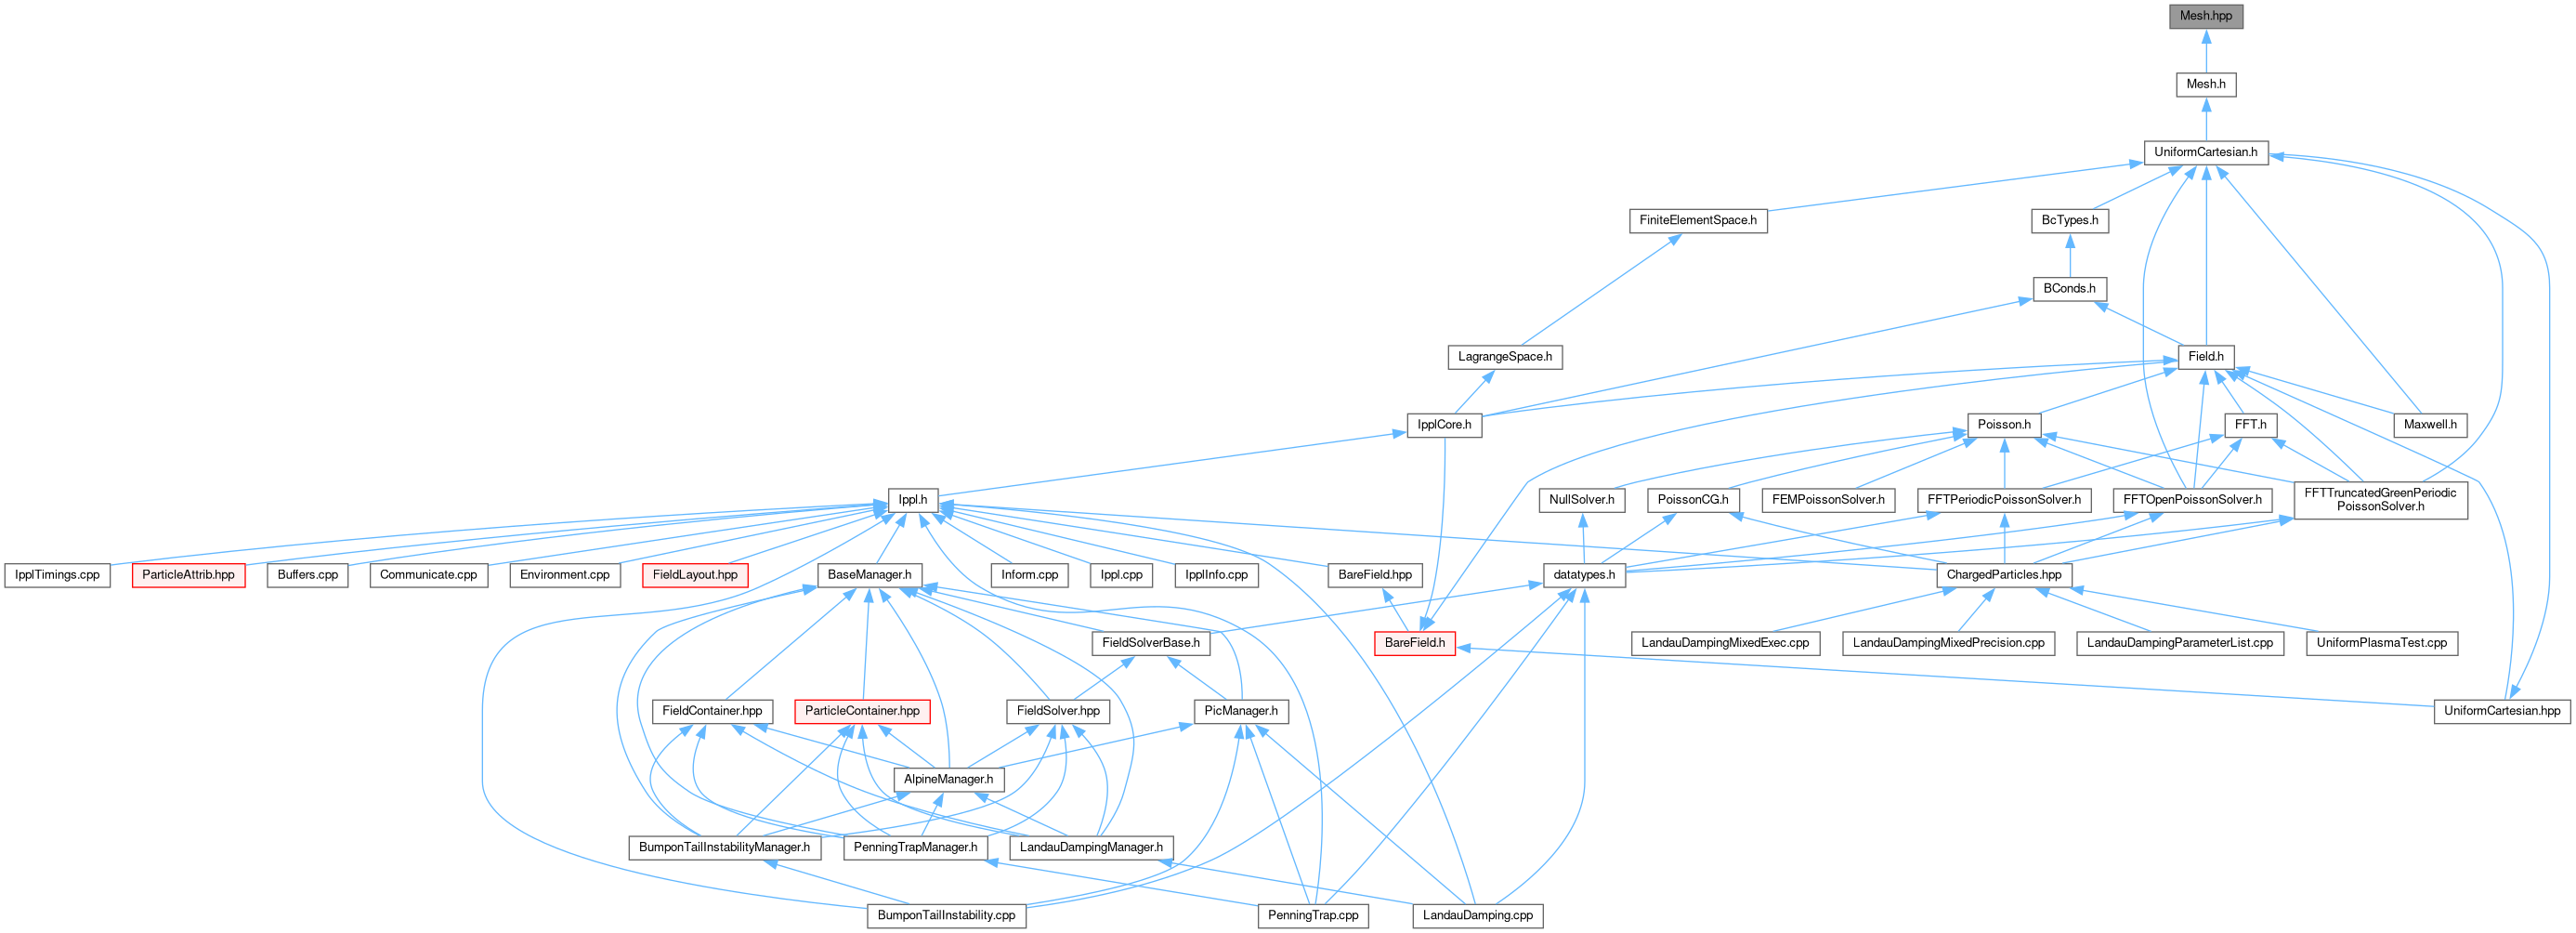 Mesh.hpp
Mesh.h
UniformCartesian.h
FiniteElementSpace.h
BcTypes.h
BConds.h
LagrangeSpace.h
Field.h
IpplCore.h
Poisson.h
FFT.h
Maxwell.h
Ippl.h
NullSolver.h
PoissonCG.h
FEMPoissonSolver.h
FFTPeriodicPoissonSolver.h
FFTOpenPoissonSolver.h
FFTTruncatedGreenPeriodic
PoissonSolver.h
IpplTimings.cpp
ParticleAttrib.hpp
Buffers.cpp
Communicate.cpp
Environment.cpp
FieldLayout.hpp
BaseManager.h
Inform.cpp
Ippl.cpp
IpplInfo.cpp
BareField.hpp
datatypes.h
ChargedParticles.hpp
FieldSolverBase.h
BareField.h
LandauDampingMixedExec.cpp
LandauDampingMixedPrecision.cpp
LandauDampingParameterList.cpp
UniformPlasmaTest.cpp
FieldContainer.hpp
ParticleContainer.hpp
FieldSolver.hpp
PicManager.h
UniformCartesian.hpp
AlpineManager.h
BumponTailInstabilityManager.h
PenningTrapManager.h
LandauDampingManager.h
BumponTailInstability.cpp
PenningTrap.cpp
LandauDamping.cpp